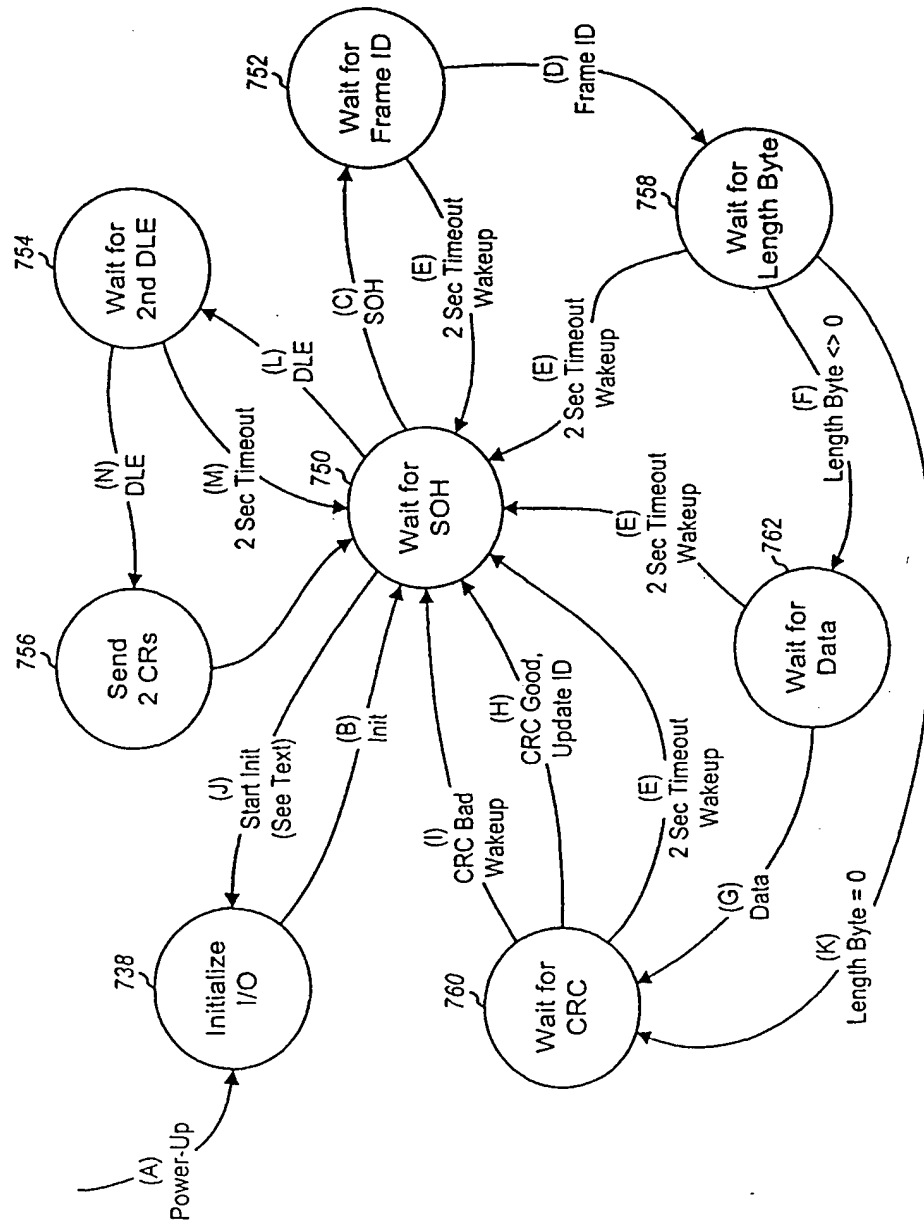 (A)
Power-Up
738
Initialize
I/O
(J)
Start Init
(See Text)
(B)
Init
756
Send
2 CRs
(N)
DLE
754
Wait for
2nd DLE
(M)
2 Sec Timeout
(L)
DLE
750
Wait for
SOH
(C)
SOH
752
Wait for
Frame ID
(E)
2 Sec Timeout
Wakeup
(D)
Frame ID
758
Wait for
Length Byte
(E)
2 Sec Timeout
Wakeup
(F)
Length Byte <> 0
762
Wait for
Data
(E)
2 Sec Timeout
Wakeup
(G)
Data
(K)
Length Byte = 0
760
Wait for
CRC
(I)
CRC Bad
Wakeup
(H)
CRC Good,
Update ID
(E)
2 Sec Timeout
Wakeup